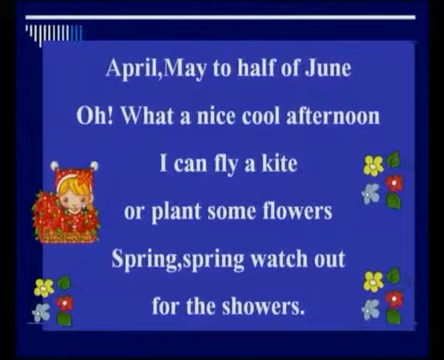 April,May to half of June
Oh! What a nice cool afternoon
I can fly a kite
or plant some flowers
Spring,spring watch out
for the showers.